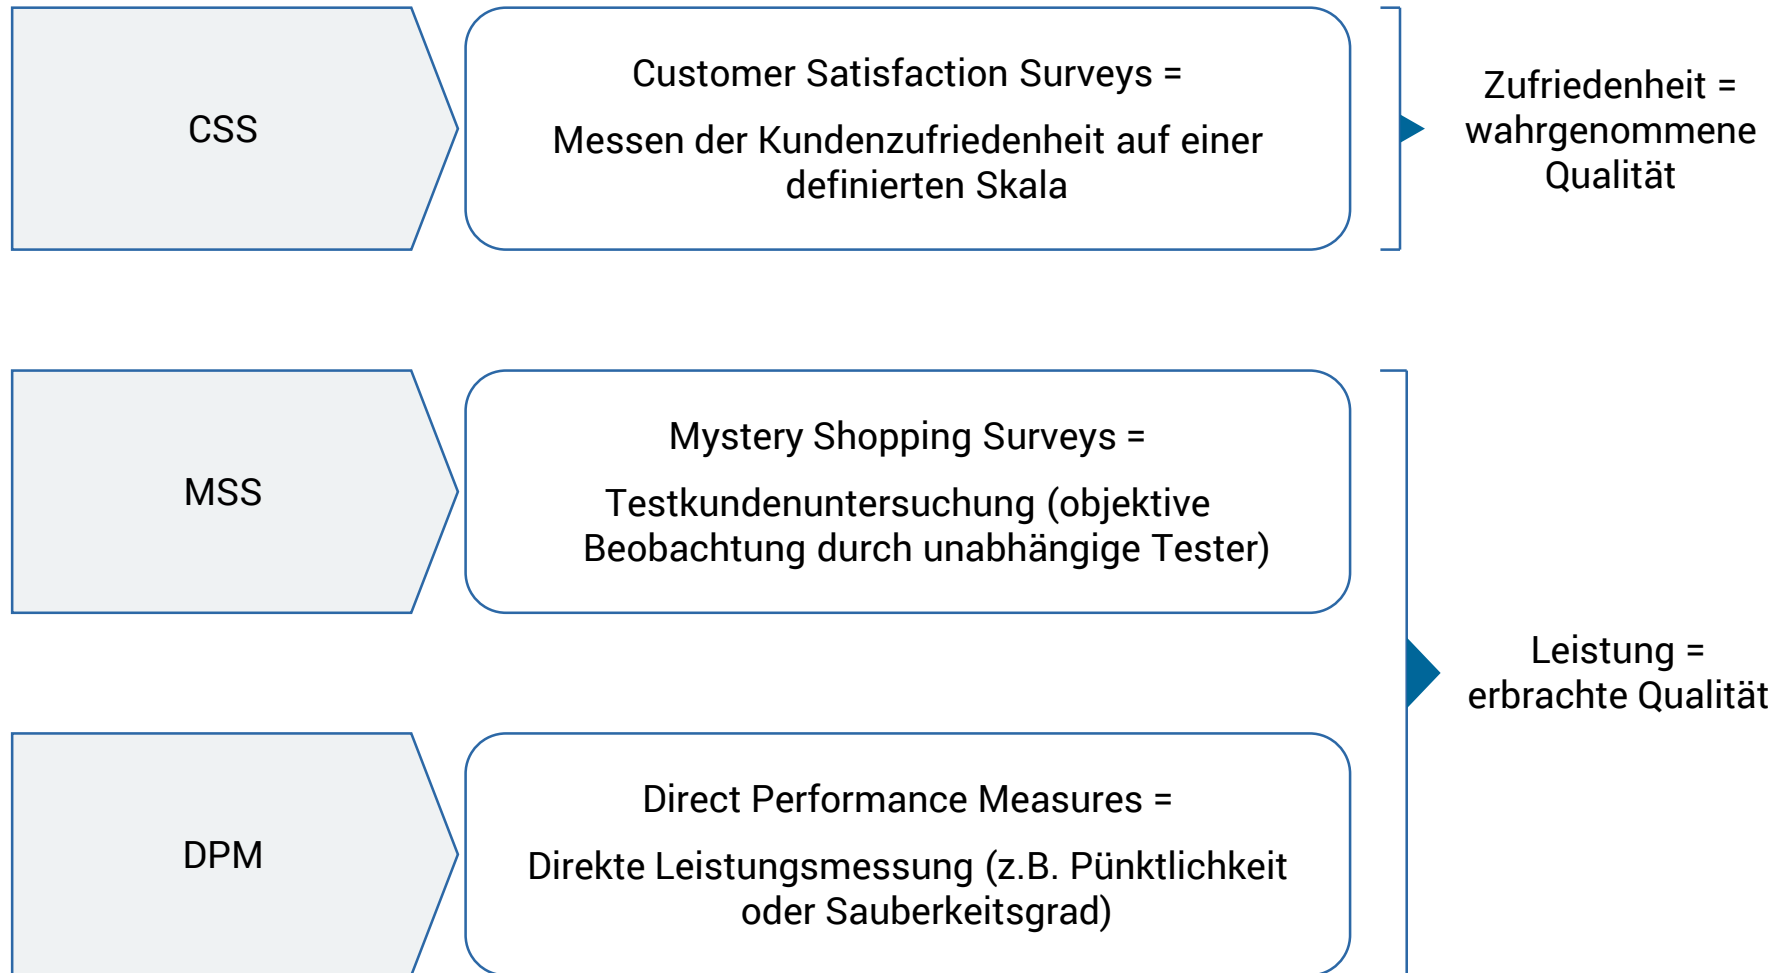 CSS
Customer Satisfaction Surveys =
Messen der Kundenzufriedenheit auf einer
definierten Skala
Zufriedenheit =
wahrgenommene
Qualität
MSS
Mystery Shopping Surveys =
Testkundenuntersuchung (objektive
Beobachtung durch unabhängige Tester)
Leistung =
erbrachte Qualität
DPM
Direct Performance Measures =
Direkte Leistungsmessung (z.B. Pünktlichkeit
oder Sauberkeitsgrad)